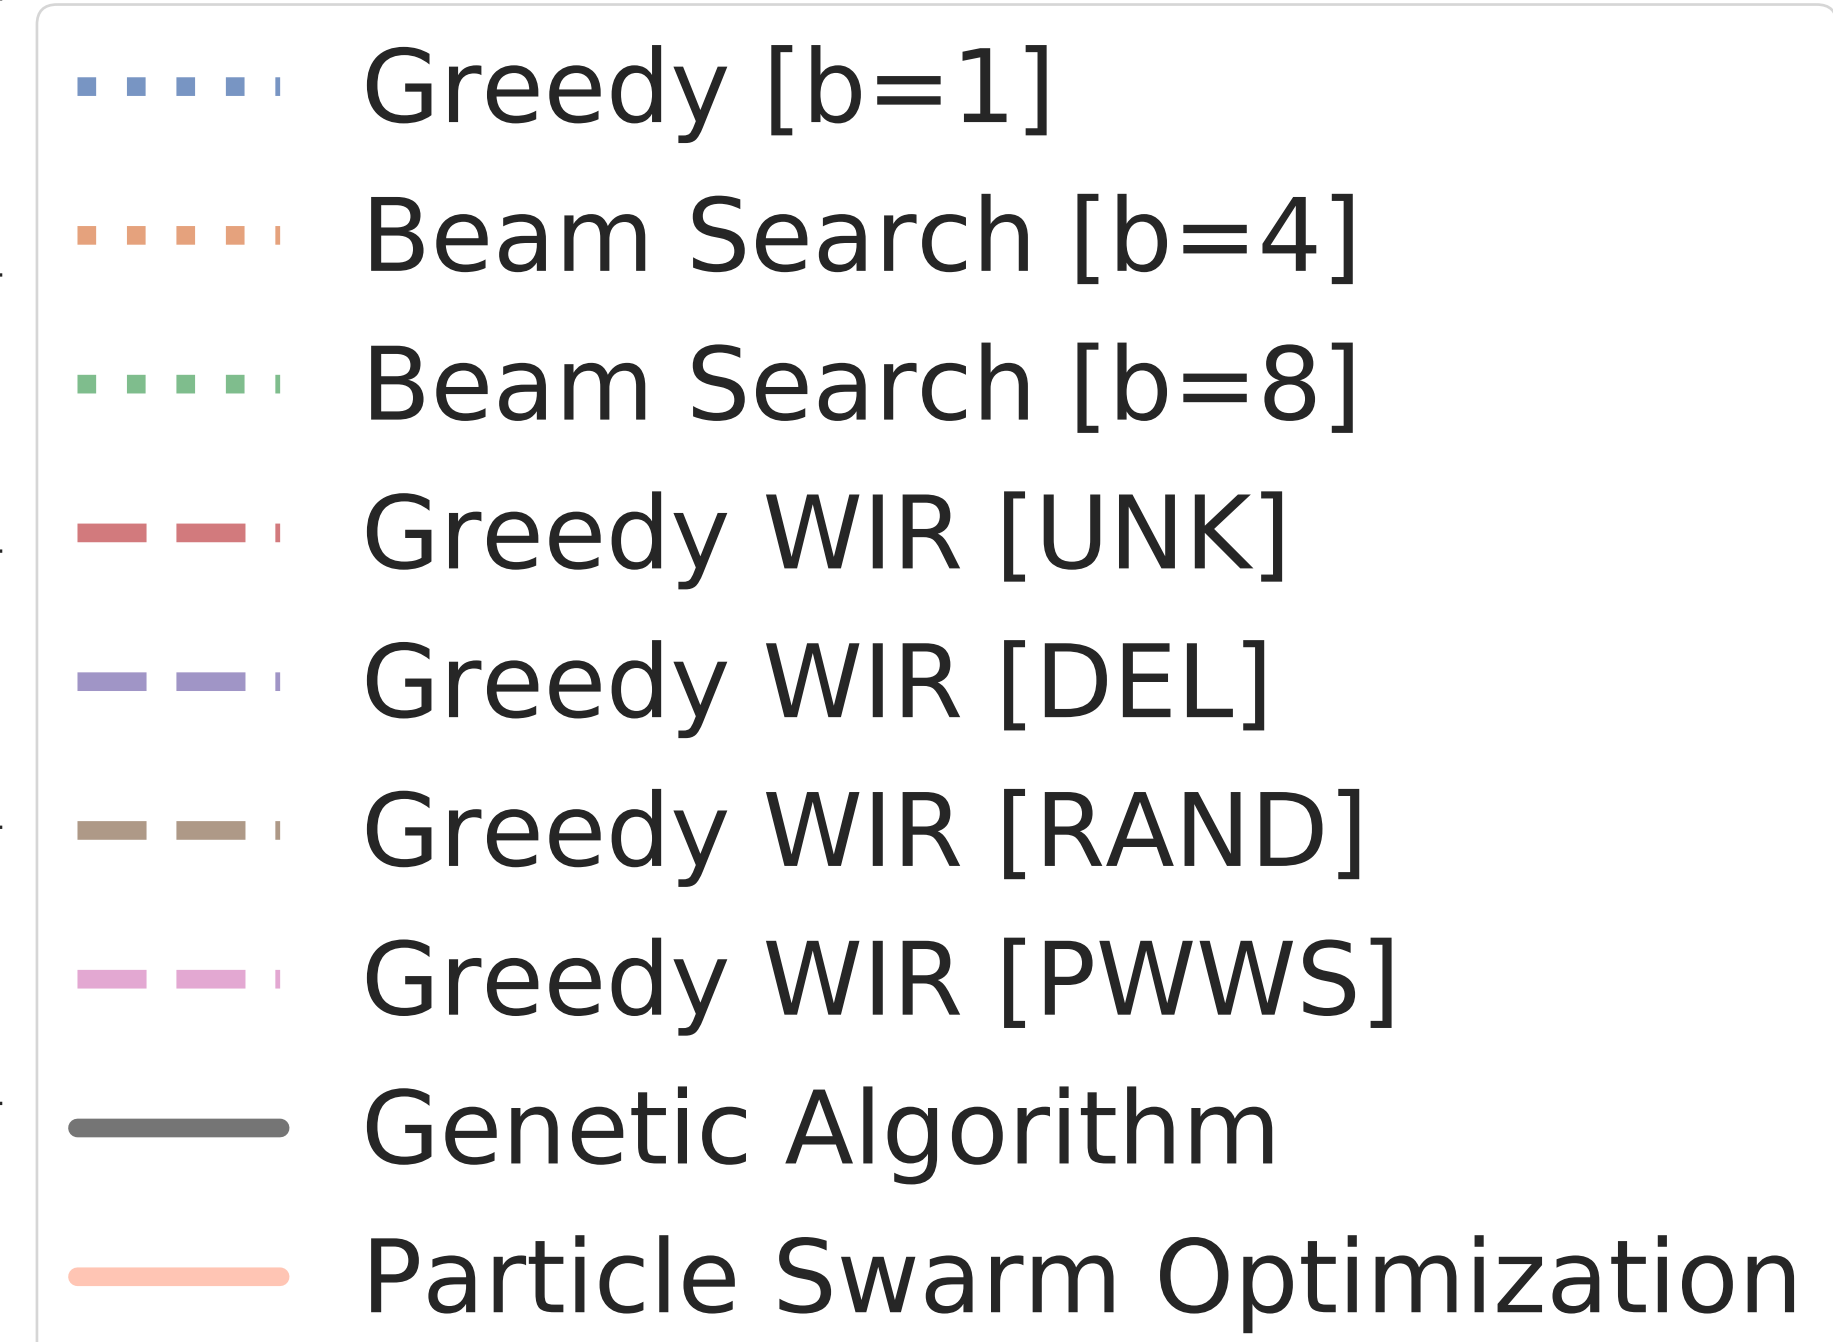 Greedy [b=1]
Beam Search [b=4]
Beam Search [b=8]
Greedy WIR [UNK]
Greedy WIR [DEL]
Greedy WIR [RAND]
Greedy WIR [PWWS]
Genetic Algorithm
Particle Swarm Optimization